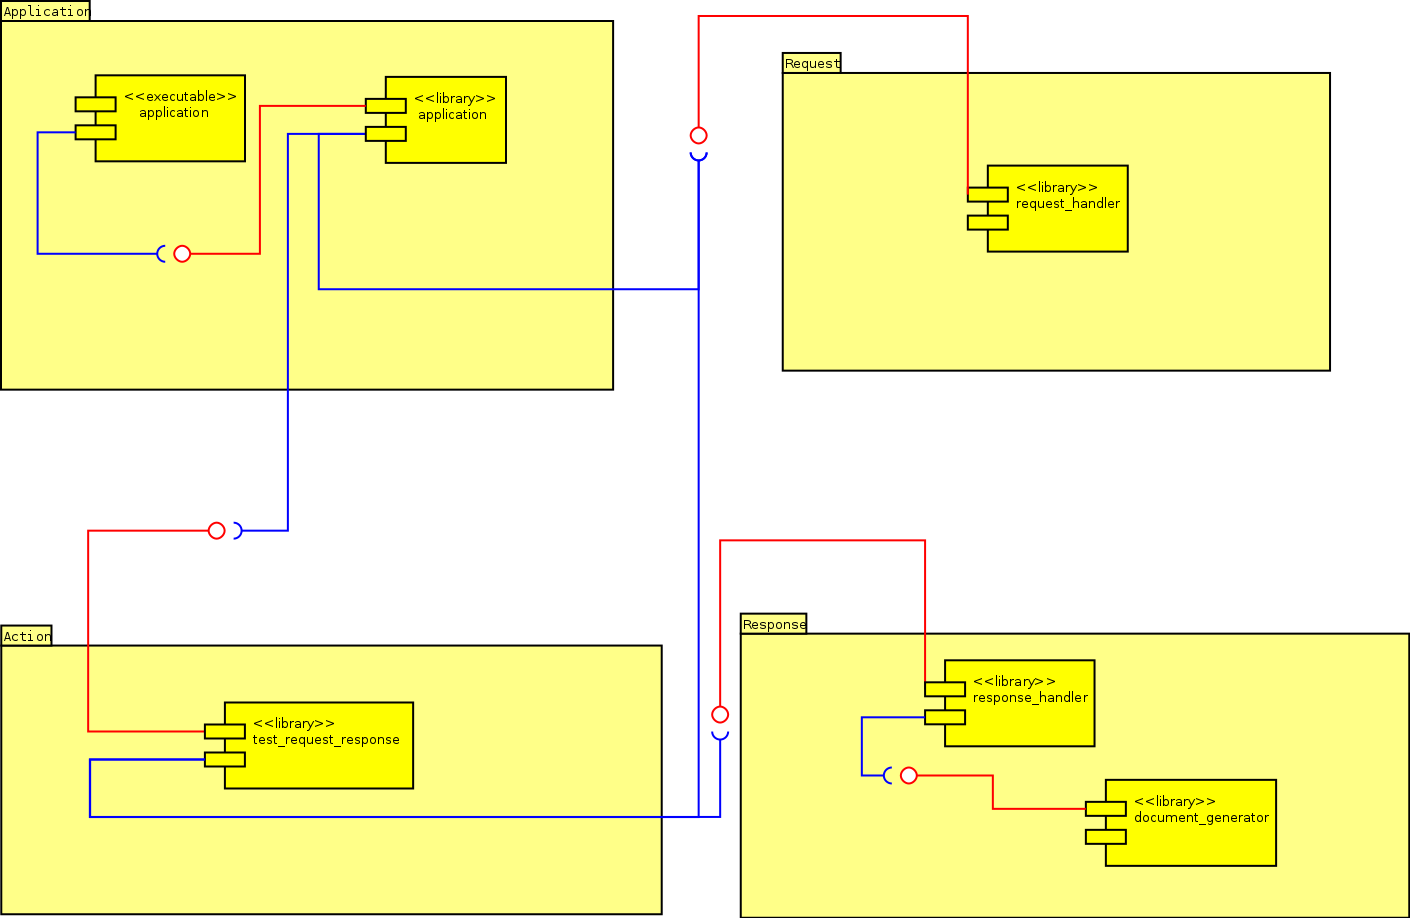 Application
<<executable>>
application
<<library>>
application
Request
<<library>>
request_handler
Action
<<library>>
test_request_response
Response
<<library>>
response_handler
<<library>>
document_generator